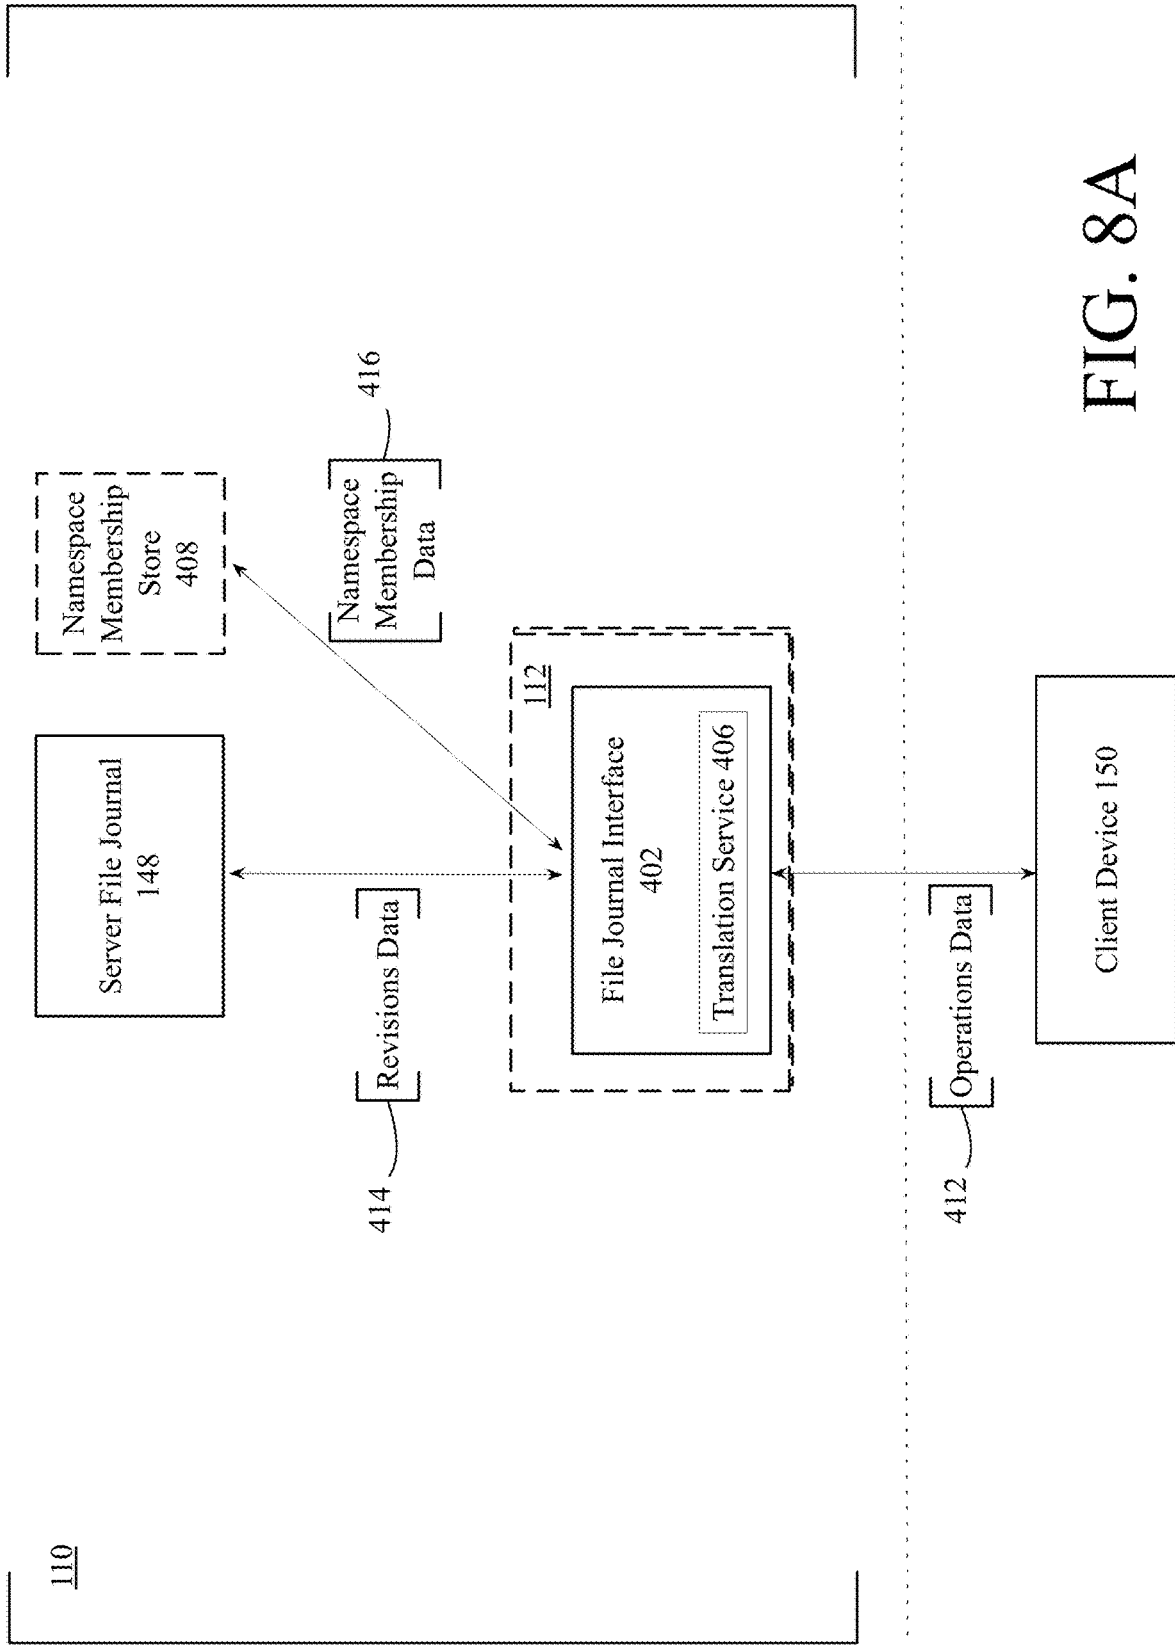 110
Server File Journal
148
Namespace
Membership
Store
408
414
Revisions Data
Namespace
Membership
Data
416
112
File Journal Interface
402
Translation Service 406
412
Operations Data
Client Device 150
FIG. 8A